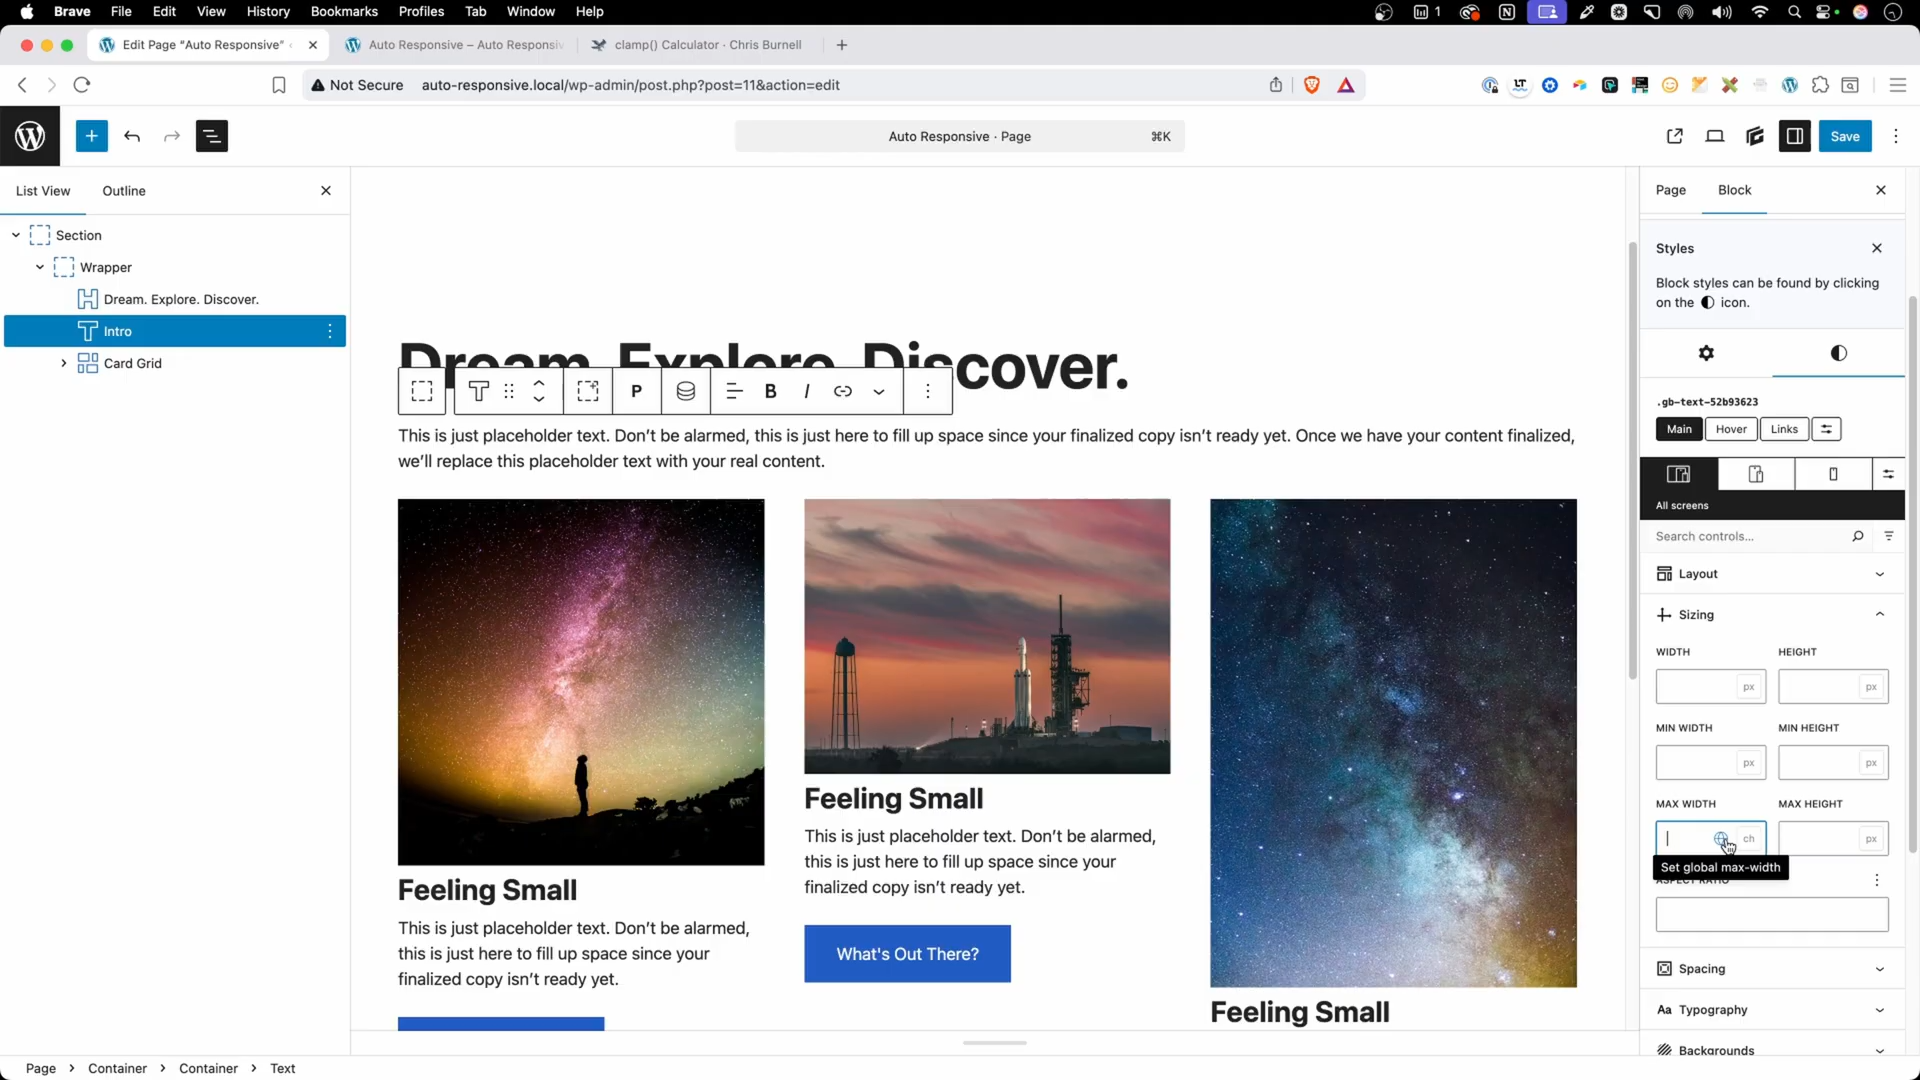 Brave File Edit View History Bookmarks Profiles Tab Window Help
1
Edit Page “Auto Responsive”
Auto Responsive – Auto Responsiv
clamp() Calculator · Chris Burnell
Not Secure auto-responsive.local/wp-admin/post.php?post=11&action=edit
Auto Responsive · Page ⌘K
Save
List View Outline
Section
Wrapper
Dream. Explore. Discover.
Intro
Card Grid
Dream. Explore. Discover.
P B I
This is just placeholder text. Don’t be alarmed, this is just here to fill up space since your finalized copy isn’t ready yet. Once we have your content finalized,
we’ll replace this placeholder text with your real content.
Feeling Small
This is just placeholder text. Don’t be alarmed,
this is just here to fill up space since your
finalized copy isn’t ready yet.
Feeling Small
This is just placeholder text. Don’t be alarmed,
this is just here to fill up space since your
finalized copy isn’t ready yet.
What's Out There?
Feeling Small
Page Block
Styles
Block styles can be found by clicking
on the icon.
.gb-text-52b93623
Main Hover Links
All screens
Search controls...
Layout
Sizing
WIDTH HEIGHT
px px
MIN WIDTH MIN HEIGHT
px px
MAX WIDTH MAX HEIGHT
ch px
Set global max-width
ASPECT RATIO
Spacing
Aa Typography
Backgrounds
Page > Container > Container > Text